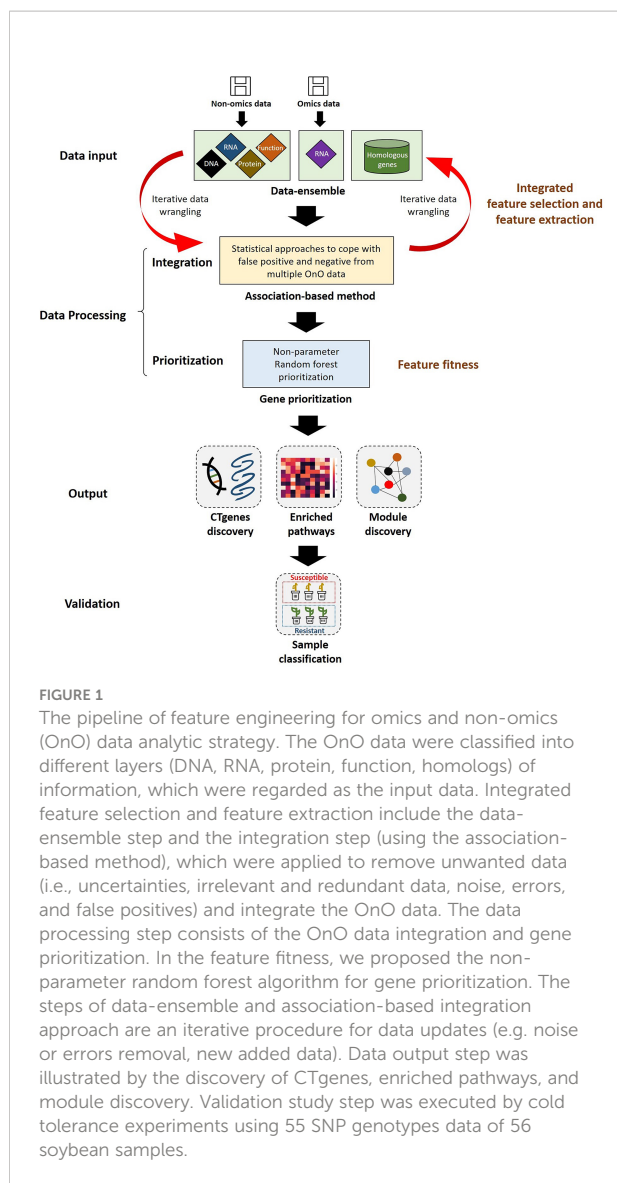 Non-omics data
Omics data
Data input
DNA
RNA
Protein
Function
RNA
Homologous
genes
Data-ensemble
Iterative data
wrangling
Iterative data
wrangling
Integrated
feature selection and
feature extraction
Integration
Statistical approaches to cope with
false positive and negative from
multiple OnO data
Association-based method
Data Processing
Prioritization
Non-parameter
Random forest
prioritization
Feature fitness
Gene prioritization
Output
CTgenes
discovery
Enriched
pathways
Module
discovery
Validation
Susceptible
Resistant
Sample
classification
FIGURE 1
The pipeline of feature engineering for omics and non-omics
(OnO) data analytic strategy. The OnO data were classified into
different layers (DNA, RNA, protein, function, homologs) of
information, which were regarded as the input data. Integrated
feature selection and feature extraction include the data-
ensemble step and the integration step (using the association-
based method), which were applied to remove unwanted data
(i.e., uncertainties, irrelevant and redundant data, noise, errors,
and false positives) and integrate the OnO data. The data
processing step consists of the OnO data integration and gene
prioritization. In the feature fitness, we proposed the non-
parameter random forest algorithm for gene prioritization. The
steps of data-ensemble and association-based integration
approach are an iterative procedure for data updates (e.g. noise
or errors removal, new added data). Data output step was
illustrated by the discovery of CTgenes, enriched pathways, and
module discovery. Validation study step was executed by cold
tolerance experiments using 55 SNP genotypes data of 56
soybean samples.